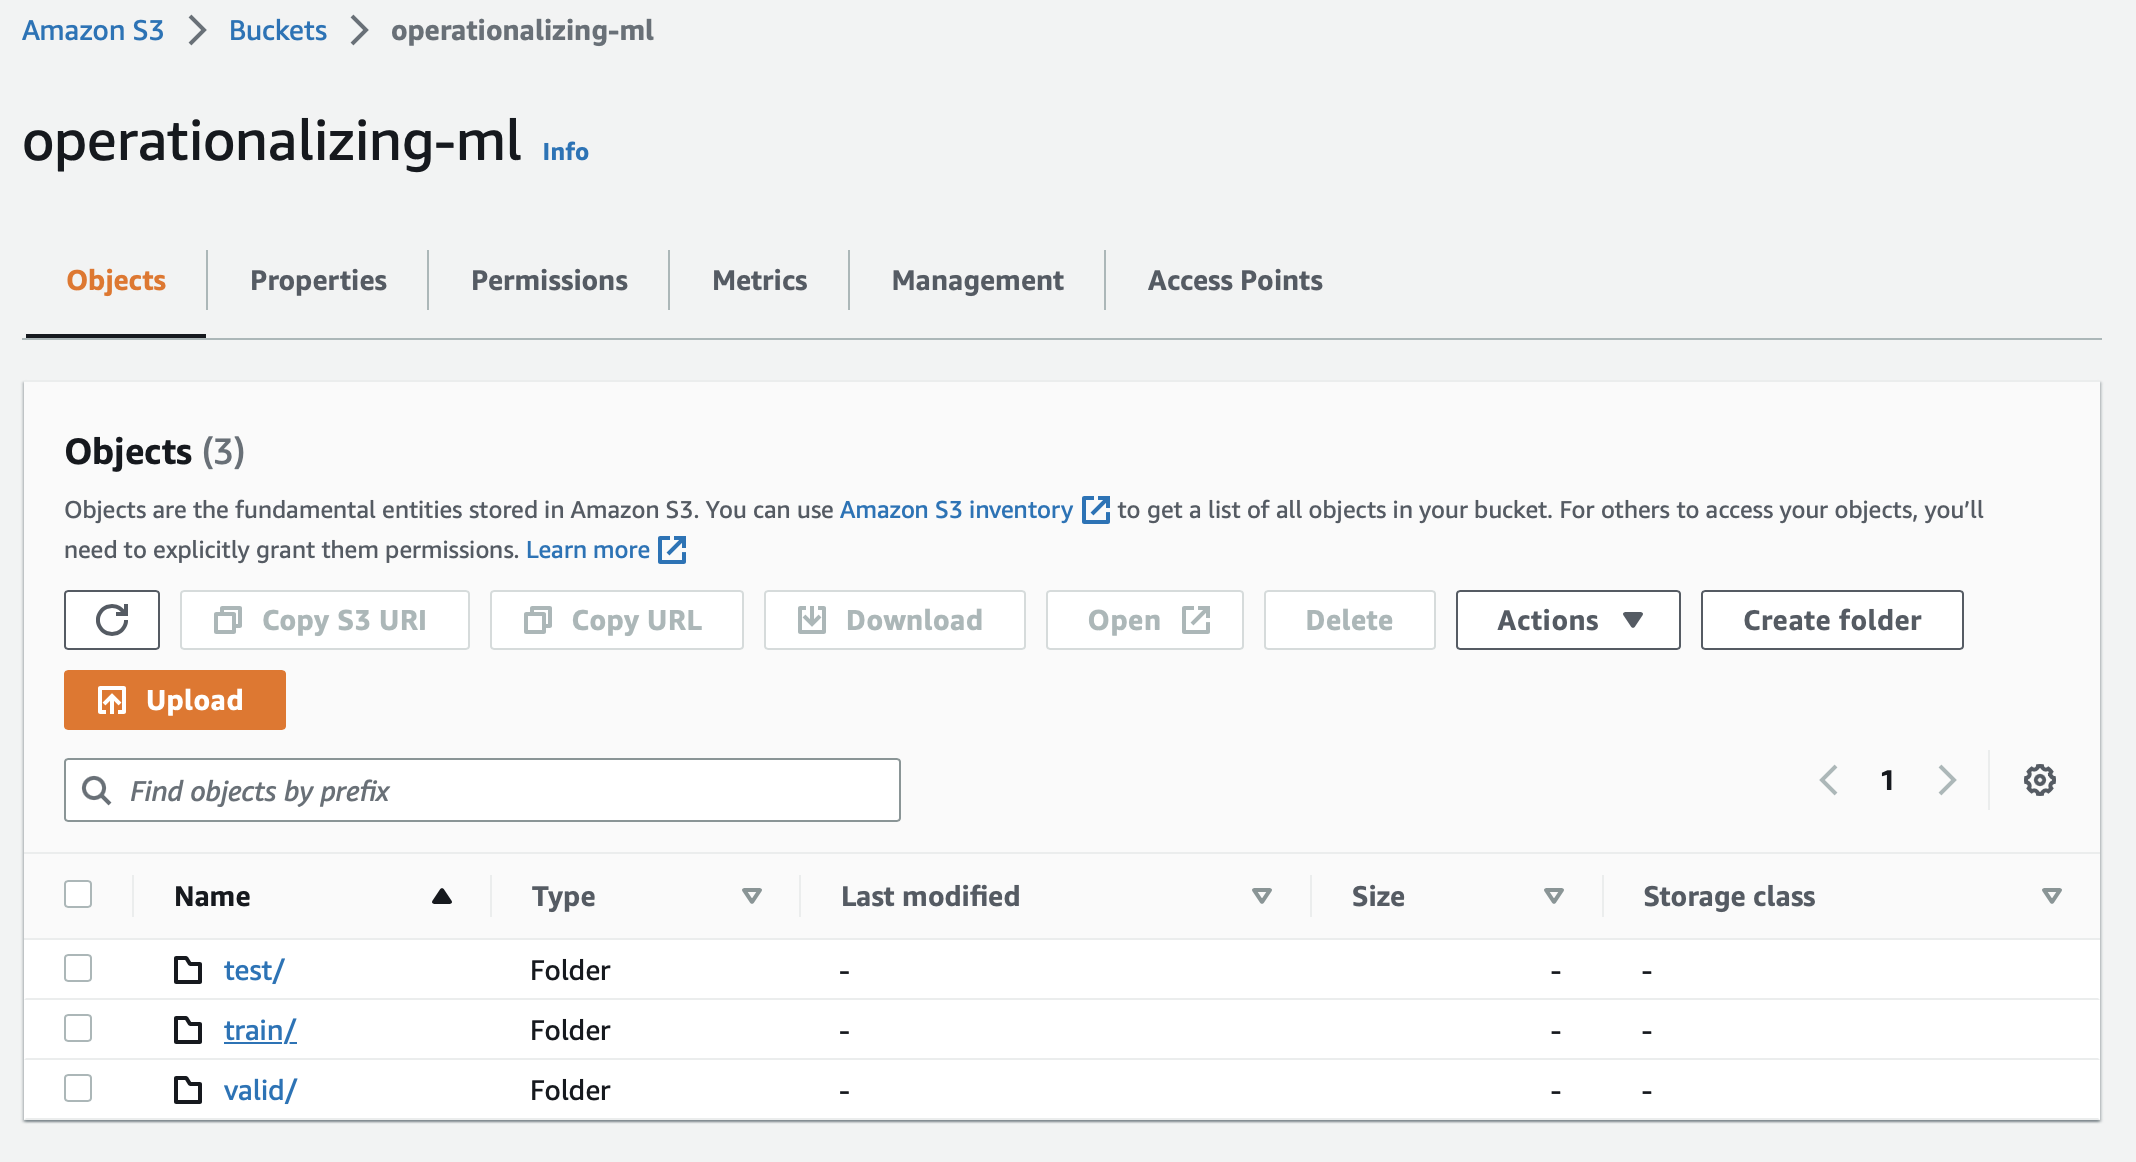 Amazon S3 > Buckets > operationalizing-ml
operationalizing-ml Info
Objects Properties Permissions Metrics Management Access Points
Objects (3)
Objects are the fundamental entities stored in Amazon S3. You can use Amazon S3 inventory to get a list of all objects in your bucket. For others to access your objects, you'll
need to explicitly grant them permissions. Learn more
Copy S3 URI Copy URL Download Open Delete Actions Create folder
Upload
Find objects by prefix
1
Name Type Last modified Size Storage class
test/ Folder - - -
train/ Folder - - -
valid/ Folder - - -